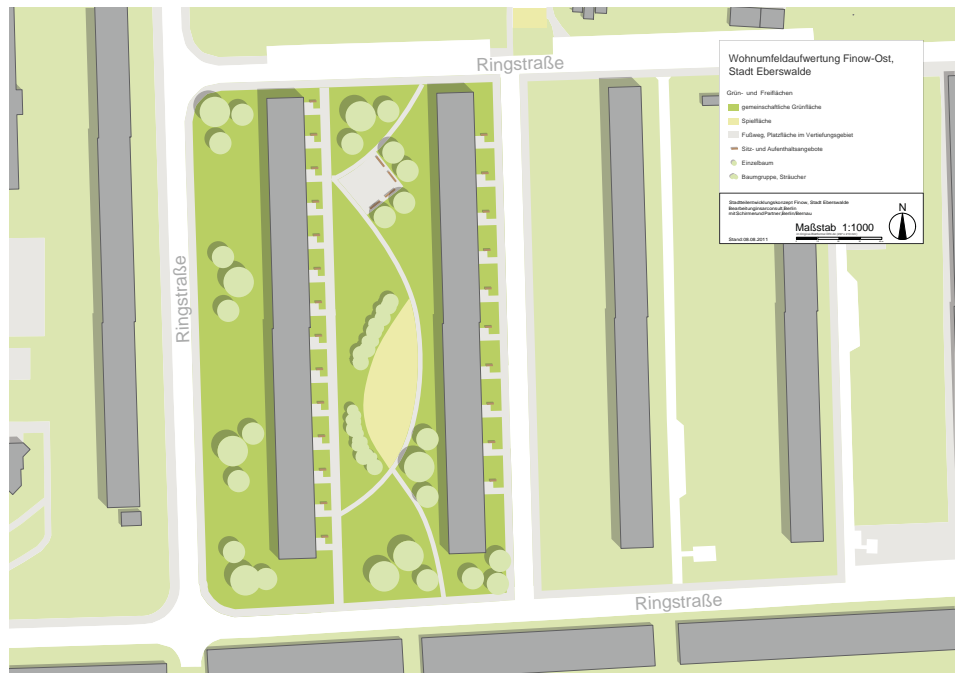 Ringstraße
Wohnumfeldaufwertung Finow-Ost,
Stadt Eberswalde
Grün- und Freiflächen
gemeinschaftliche Grünfläche
Spielfläche
Fußweg, Platzfläche im Vertiefungsgebiet
Sitz- und Aufenthaltsangebote
Einzelbaum
Baumgruppe, Sträucher
Stadtteilentwicklungskonzept Finow, Stadt Eberswalde
N
Maßstab 1:1000
Stand:08.08.2011
Ringstraße
Ringstraße